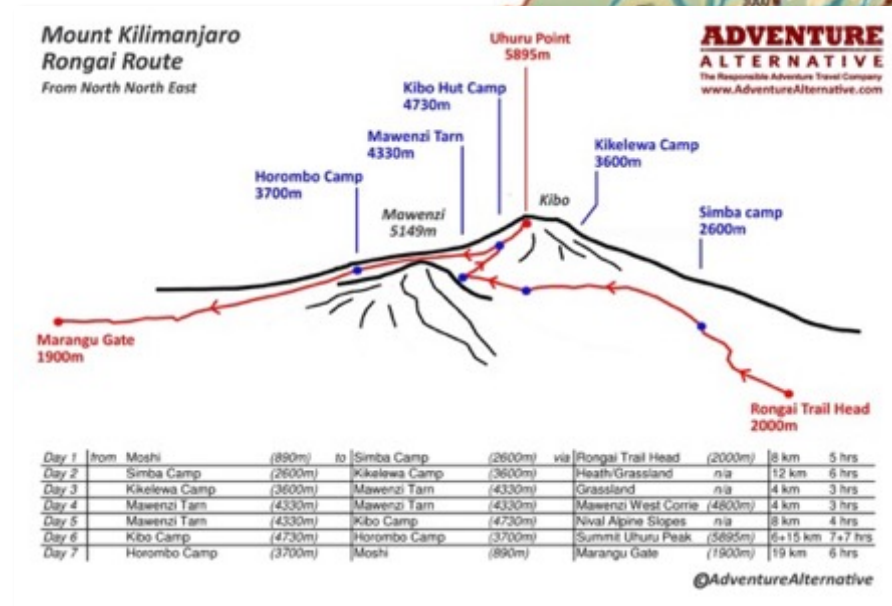 Mount Kilimanjaro
Rongai Route
From North North East
ADVENTURE
ALTERNATIVE
The Responsible Adventure Travel Company
www.AdventureAlternative.com
Uhuru Point
5895m
Kibo Hut Camp
4730m
Mawenzi Tarn
4330m
Kikelewa Camp
3600m
Horombo Camp
3700m
Kibo
Mawenzi
5149m
Simba camp
2600m
Marangu Gate
1900m
Rongai Trail Head
2000m
Day 1 from Moshi (890m) to Simba Camp (2600m) via Rongai Trail Head (2000m) 8 km 5 hrs
Day 2 Simba Camp (2600m) Kikelewa Camp (3600m) Heath/Grassland n/a 12 km 6 hrs
Day 3 Kikelewa Camp (3600m) Mawenzi Tarn (4330m) Grassland n/a 4 km 3 hrs
Day 4 Mawenzi Tarn (4330m) Mawenzi Tarn (4330m) Mawenzi West Corrie (4800m) 4 km 3 hrs
Day 5 Mawenzi Tarn (4330m) Kibo Camp (4730m) Nival Alpine Slopes n/a 8 km 4 hrs
Day 6 Kibo Camp (4730m) Horombo Camp (3700m) Summit Uhuru Peak (5895m) 6+15 km 7+7 hrs
Day 7 Horombo Camp (3700m) Moshi (890m) Marangu Gate (1900m) 19 km 6 hrs
©AdventureAlternative